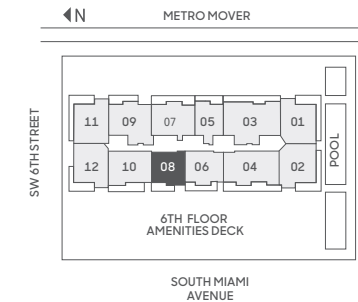 N
METRO MOVER
SW 6TH STREET
11 09 07 05 03 01
12 10 08 06 04 02
POOL
6TH FLOOR
AMENITIES DECK
SOUTH MIAMI
AVENUE